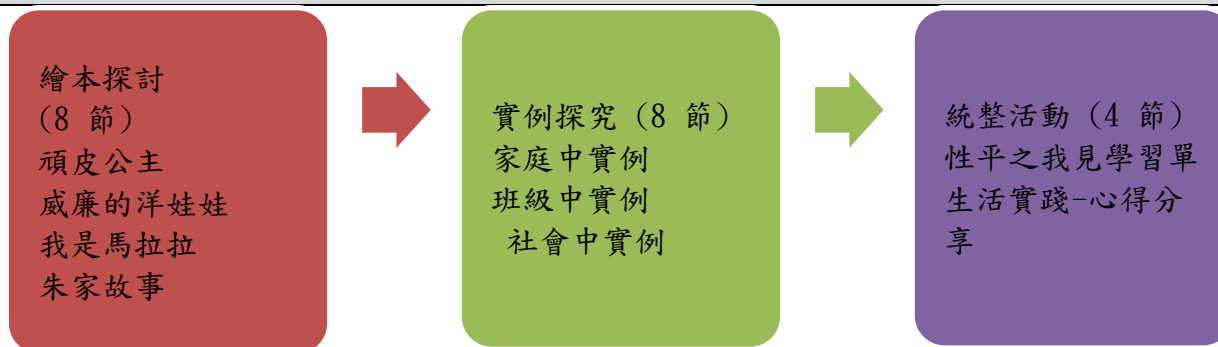 繪本探討
(8 節)
頑皮公主
威廉的洋娃娃
我是馬拉拉
朱家故事
實例探究 (8 節)
家庭中實例
班級中實例
社會中實例
統整活動 (4 節)
性平之我見學習單
生活實踐-心得分
享